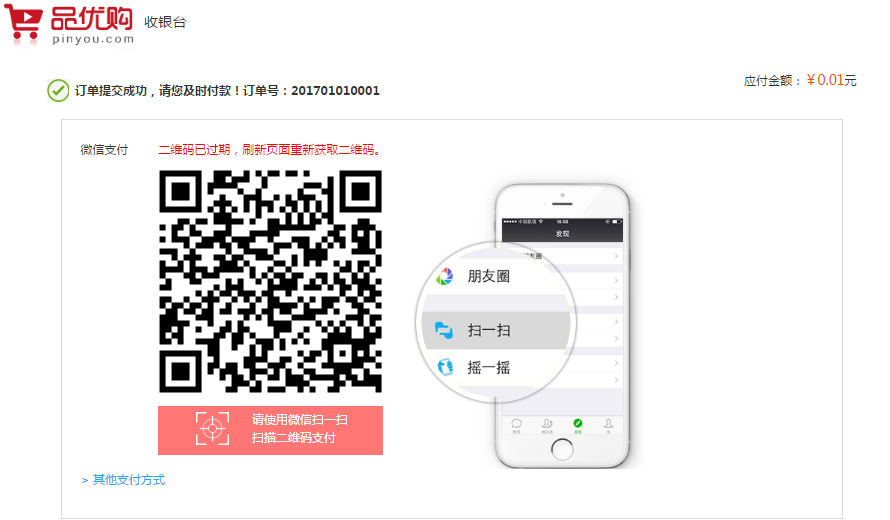 品优购 收银台
pinyou.com
订单提交成功，请您及时付款！订单号：201701010001
应付金额：￥0.01元
微信支付 二维码已过期，刷新页面重新获取二维码。
中国联通
发现
朋友圈
扫一扫
摇一摇
请使用微信扫一扫
扫描二维码支付
> 其他支付方式